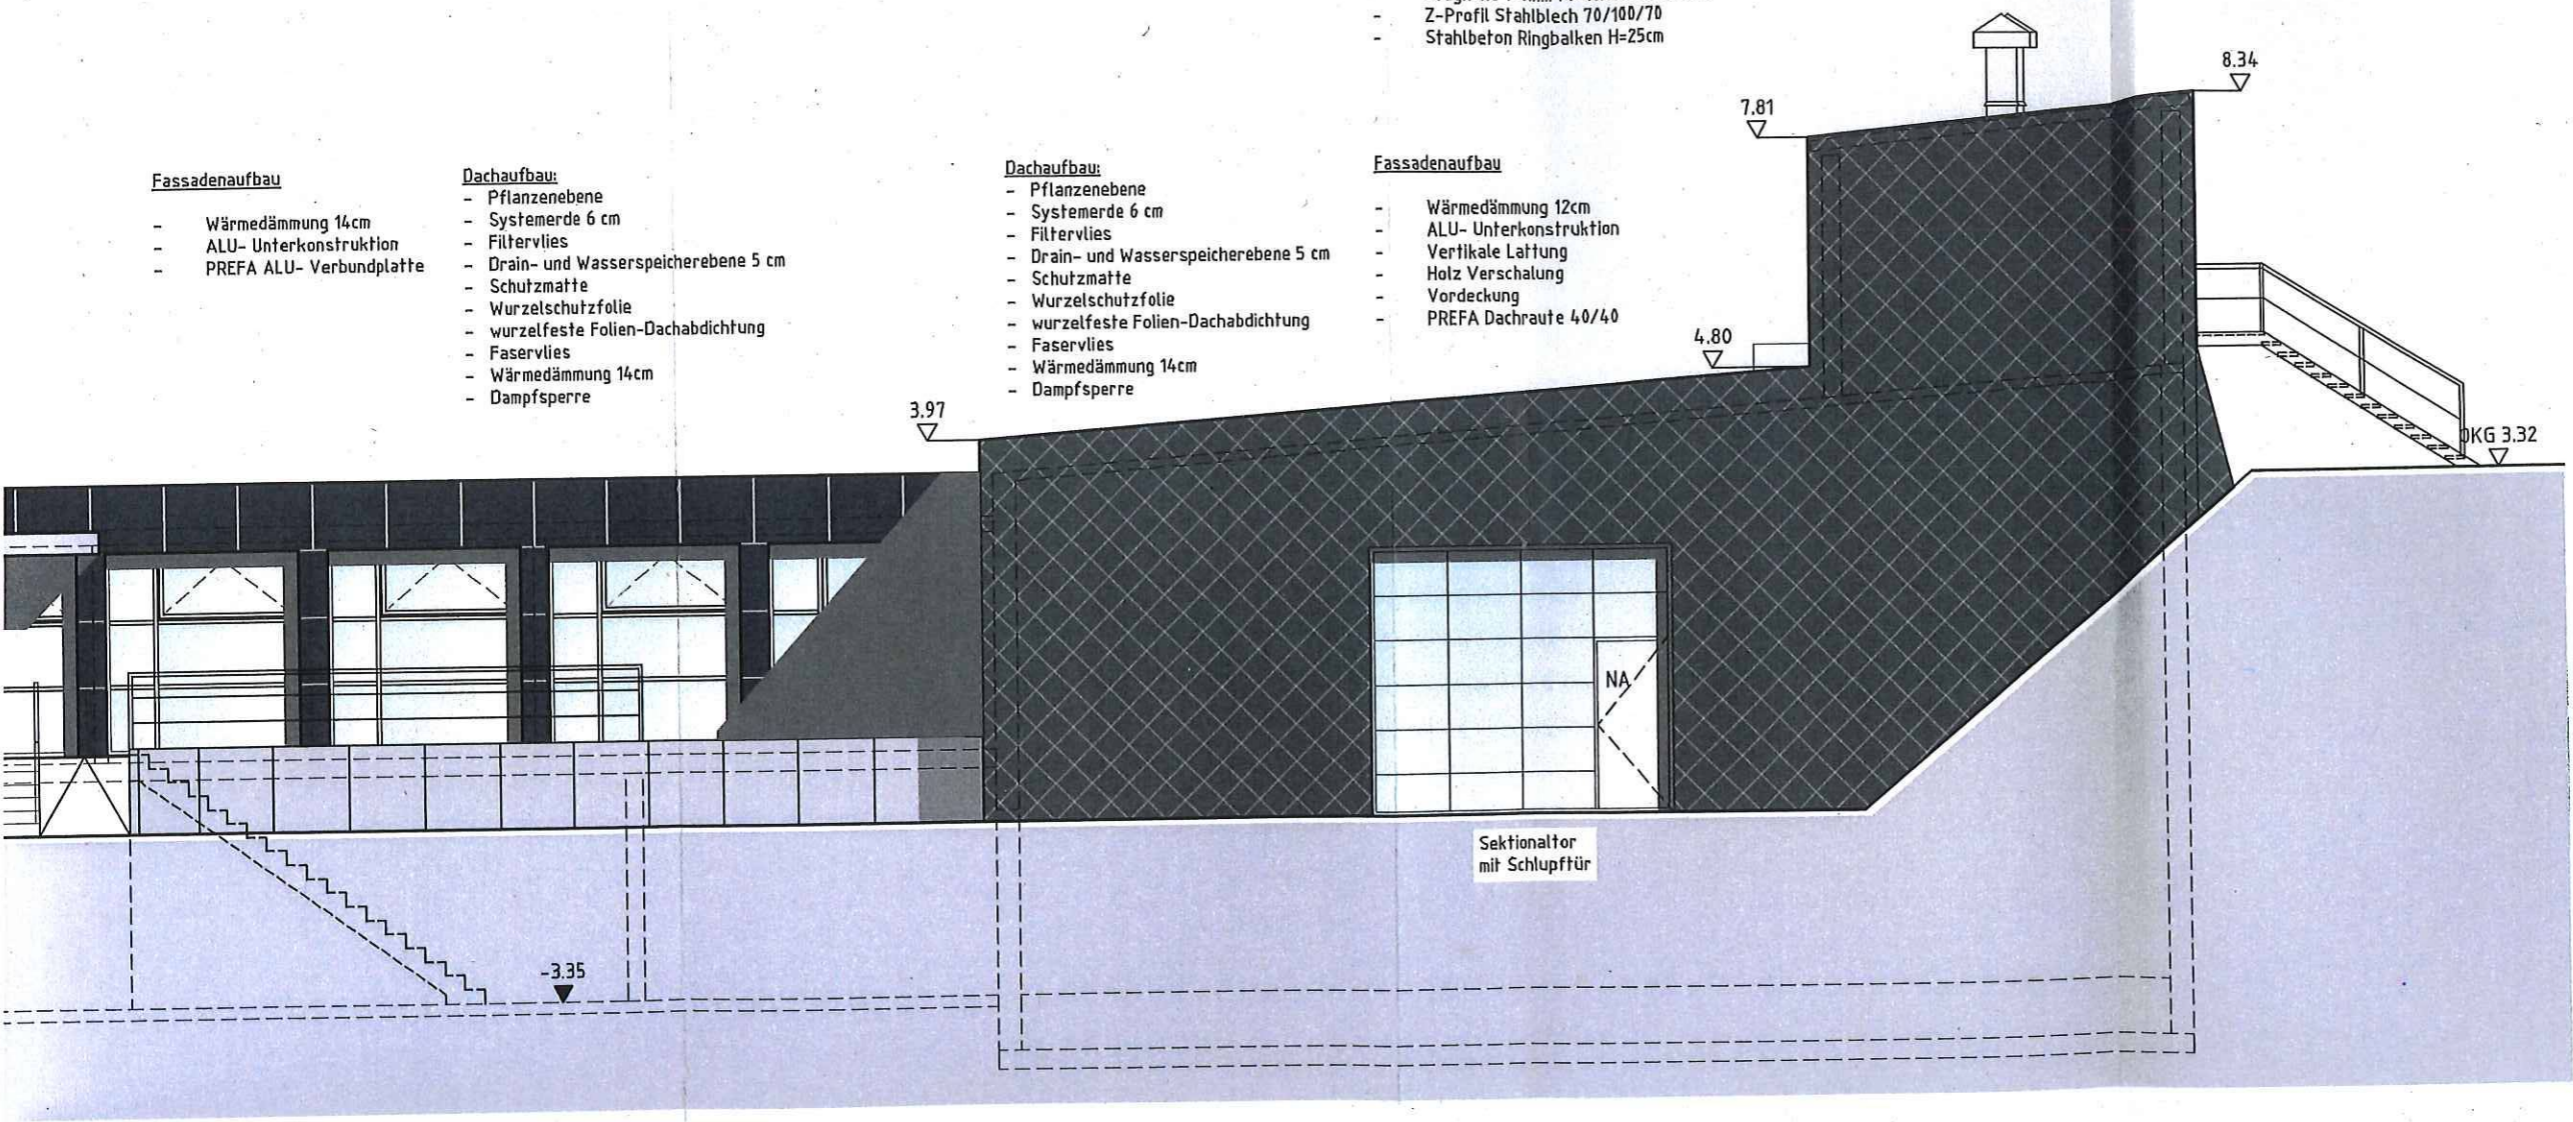 - Z-Profil Stahlblech 70/100/70
- Stahlbeton Ringbalken H=25cm
8.34
7.81
Fassadenaufbau
- Wärmedämmung 14cm
- ALU- Unterkonstruktion
- PREFA ALU- Verbundplatte
Dachaufbau:
- Pflanzenebene
- Systemerde 6 cm
- Filtervlies
- Drain- und Wasserspeicherebene 5 cm
- Schutzmatte
- Wurzelschutzfolie
- wurzelfeste Folien-Dachabdichtung
- Faservlies
- Wärmedämmung 14cm
- Dampfsperre
Dachaufbau:
- Pflanzenebene
- Systemerde 6 cm
- Filtervlies
- Drain- und Wasserspeicherebene 5 cm
- Schutzmatte
- Wurzelschutzfolie
- wurzelfeste Folien-Dachabdichtung
- Faservlies
- Wärmedämmung 14cm
- Dampfsperre
Fassadenaufbau
- Wärmedämmung 12cm
- ALU- Unterkonstruktion
- Vertikale Lattung
- Holz Verschalung
- Vordeckung
- PREFA Dachraute 40/40
4.80
3.97
OKG 3.32
NA
Sektionaltor
mit Schlupftür
-3.35